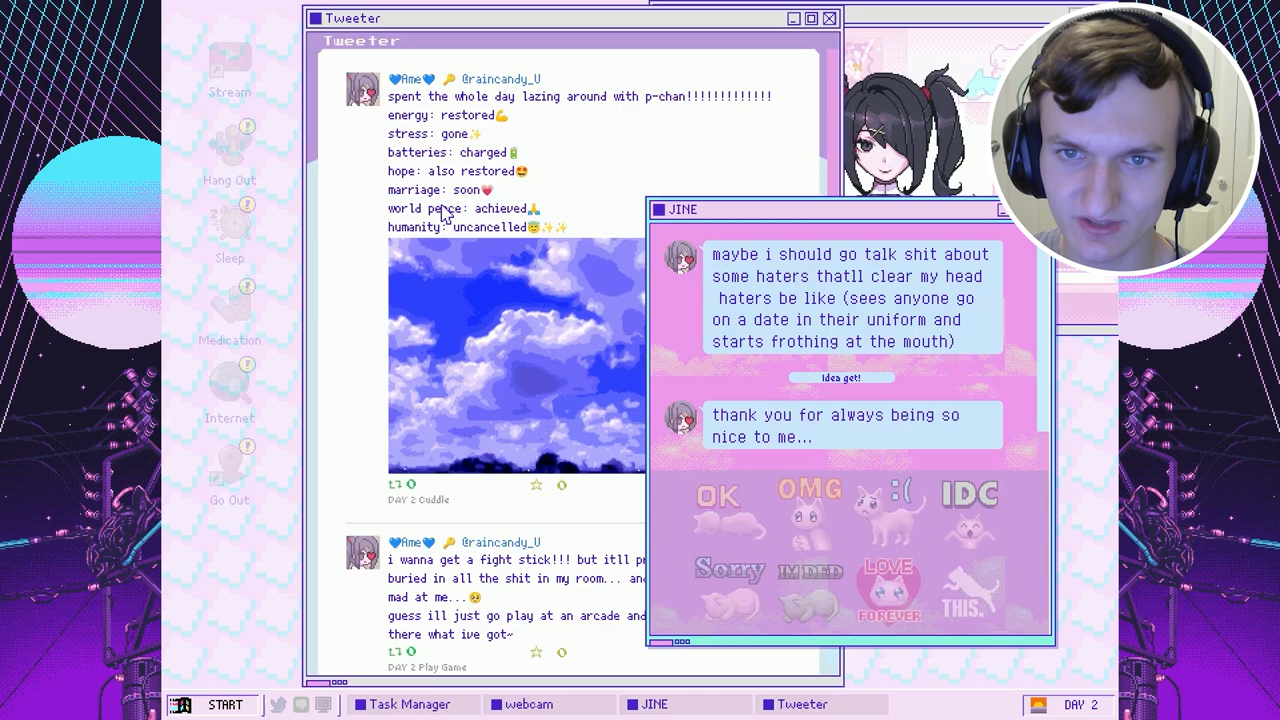 Tweeter
Tweeter
Ame @raincandy_U
spent the whole day lazing around with p-chan!!!!!!!!!!!!!
energy: restored💪
stress: gone✨
batteries: charged🔋
hope: also restored🤩
marriage: soon💗
world peace: achieved🙏
humanity: uncancelled😇✨✨
0
0
DAY 2 Cuddle
Ame @raincandy_U
i wanna get a fight stick!!! but itll
buried in all the shit in my room...
mad at me...🥺
guess ill just go play at an arcade
there what ive got~
0
0
DAY 2 Play Game
Stream
Hang Out
Sleep
Medication
Internet
Go Out
JINE
maybe i should go talk shit about
some haters thatll clear my head
haters be like (sees anyone go
on a date in their uniform and
starts frothing at the mouth)
Idea get!
thank you for always being so
nice to me...
OK
OMG
:(
IDC
Sorry
IM DED
LOVE
FOREVER
THIS.
START
Task Manager
webcam
JINE
Tweeter
DAY 2